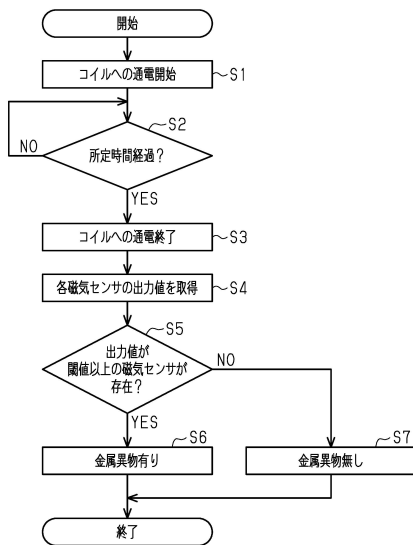 開始
コイルへの通電開始
S1
S2
所定時間経過？
NO
YES
コイルへの通電終了
S3
各磁気センサの出力値を取得
S4
S5
出力値が
閾値以上の磁気センサが
存在？
NO
YES
S6
金属異物有り
S7
金属異物無し
終了